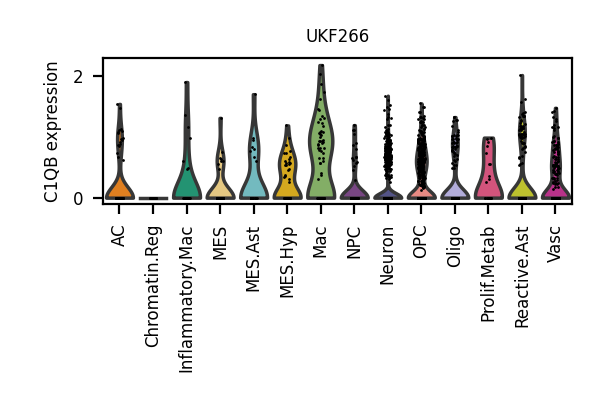 UKF266
C1QB expression
2
0
AC
Chromatin.Reg
Inflammatory.Mac
MES
MES.Ast
MES.Hyp
Mac
NPC
Neuron
OPC
Oligo
Prolif.Metab
Reactive.Ast
Vasc